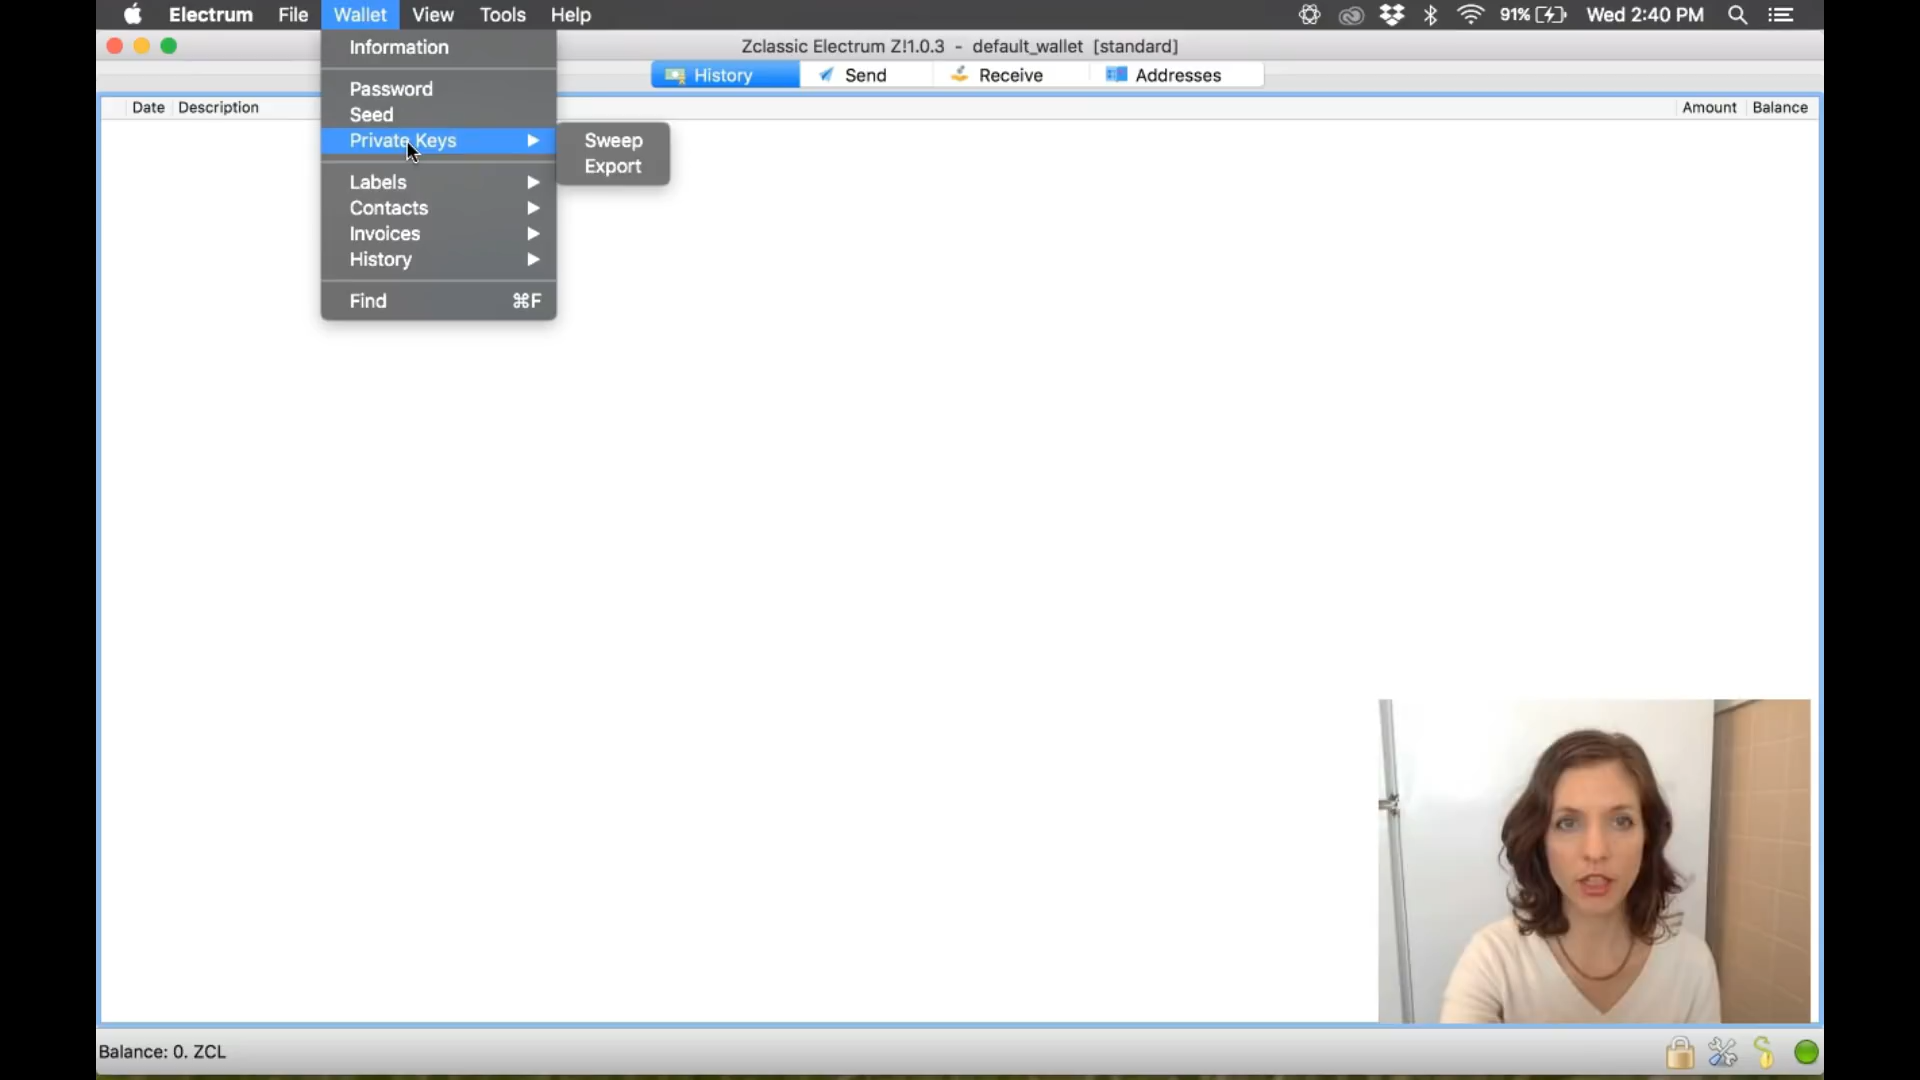 Electrum File Wallet View Tools Help 91% Wed 2:40 PM
Zclassic Electrum Z!1.0.3 - default_wallet [standard]
History Send Receive Addresses
Date Description Amount Balance
Information
Password
Seed
Private Keys
Sweep
Export
Labels
Contacts
Invoices
History
Find ⌘F
Balance: 0. ZCL